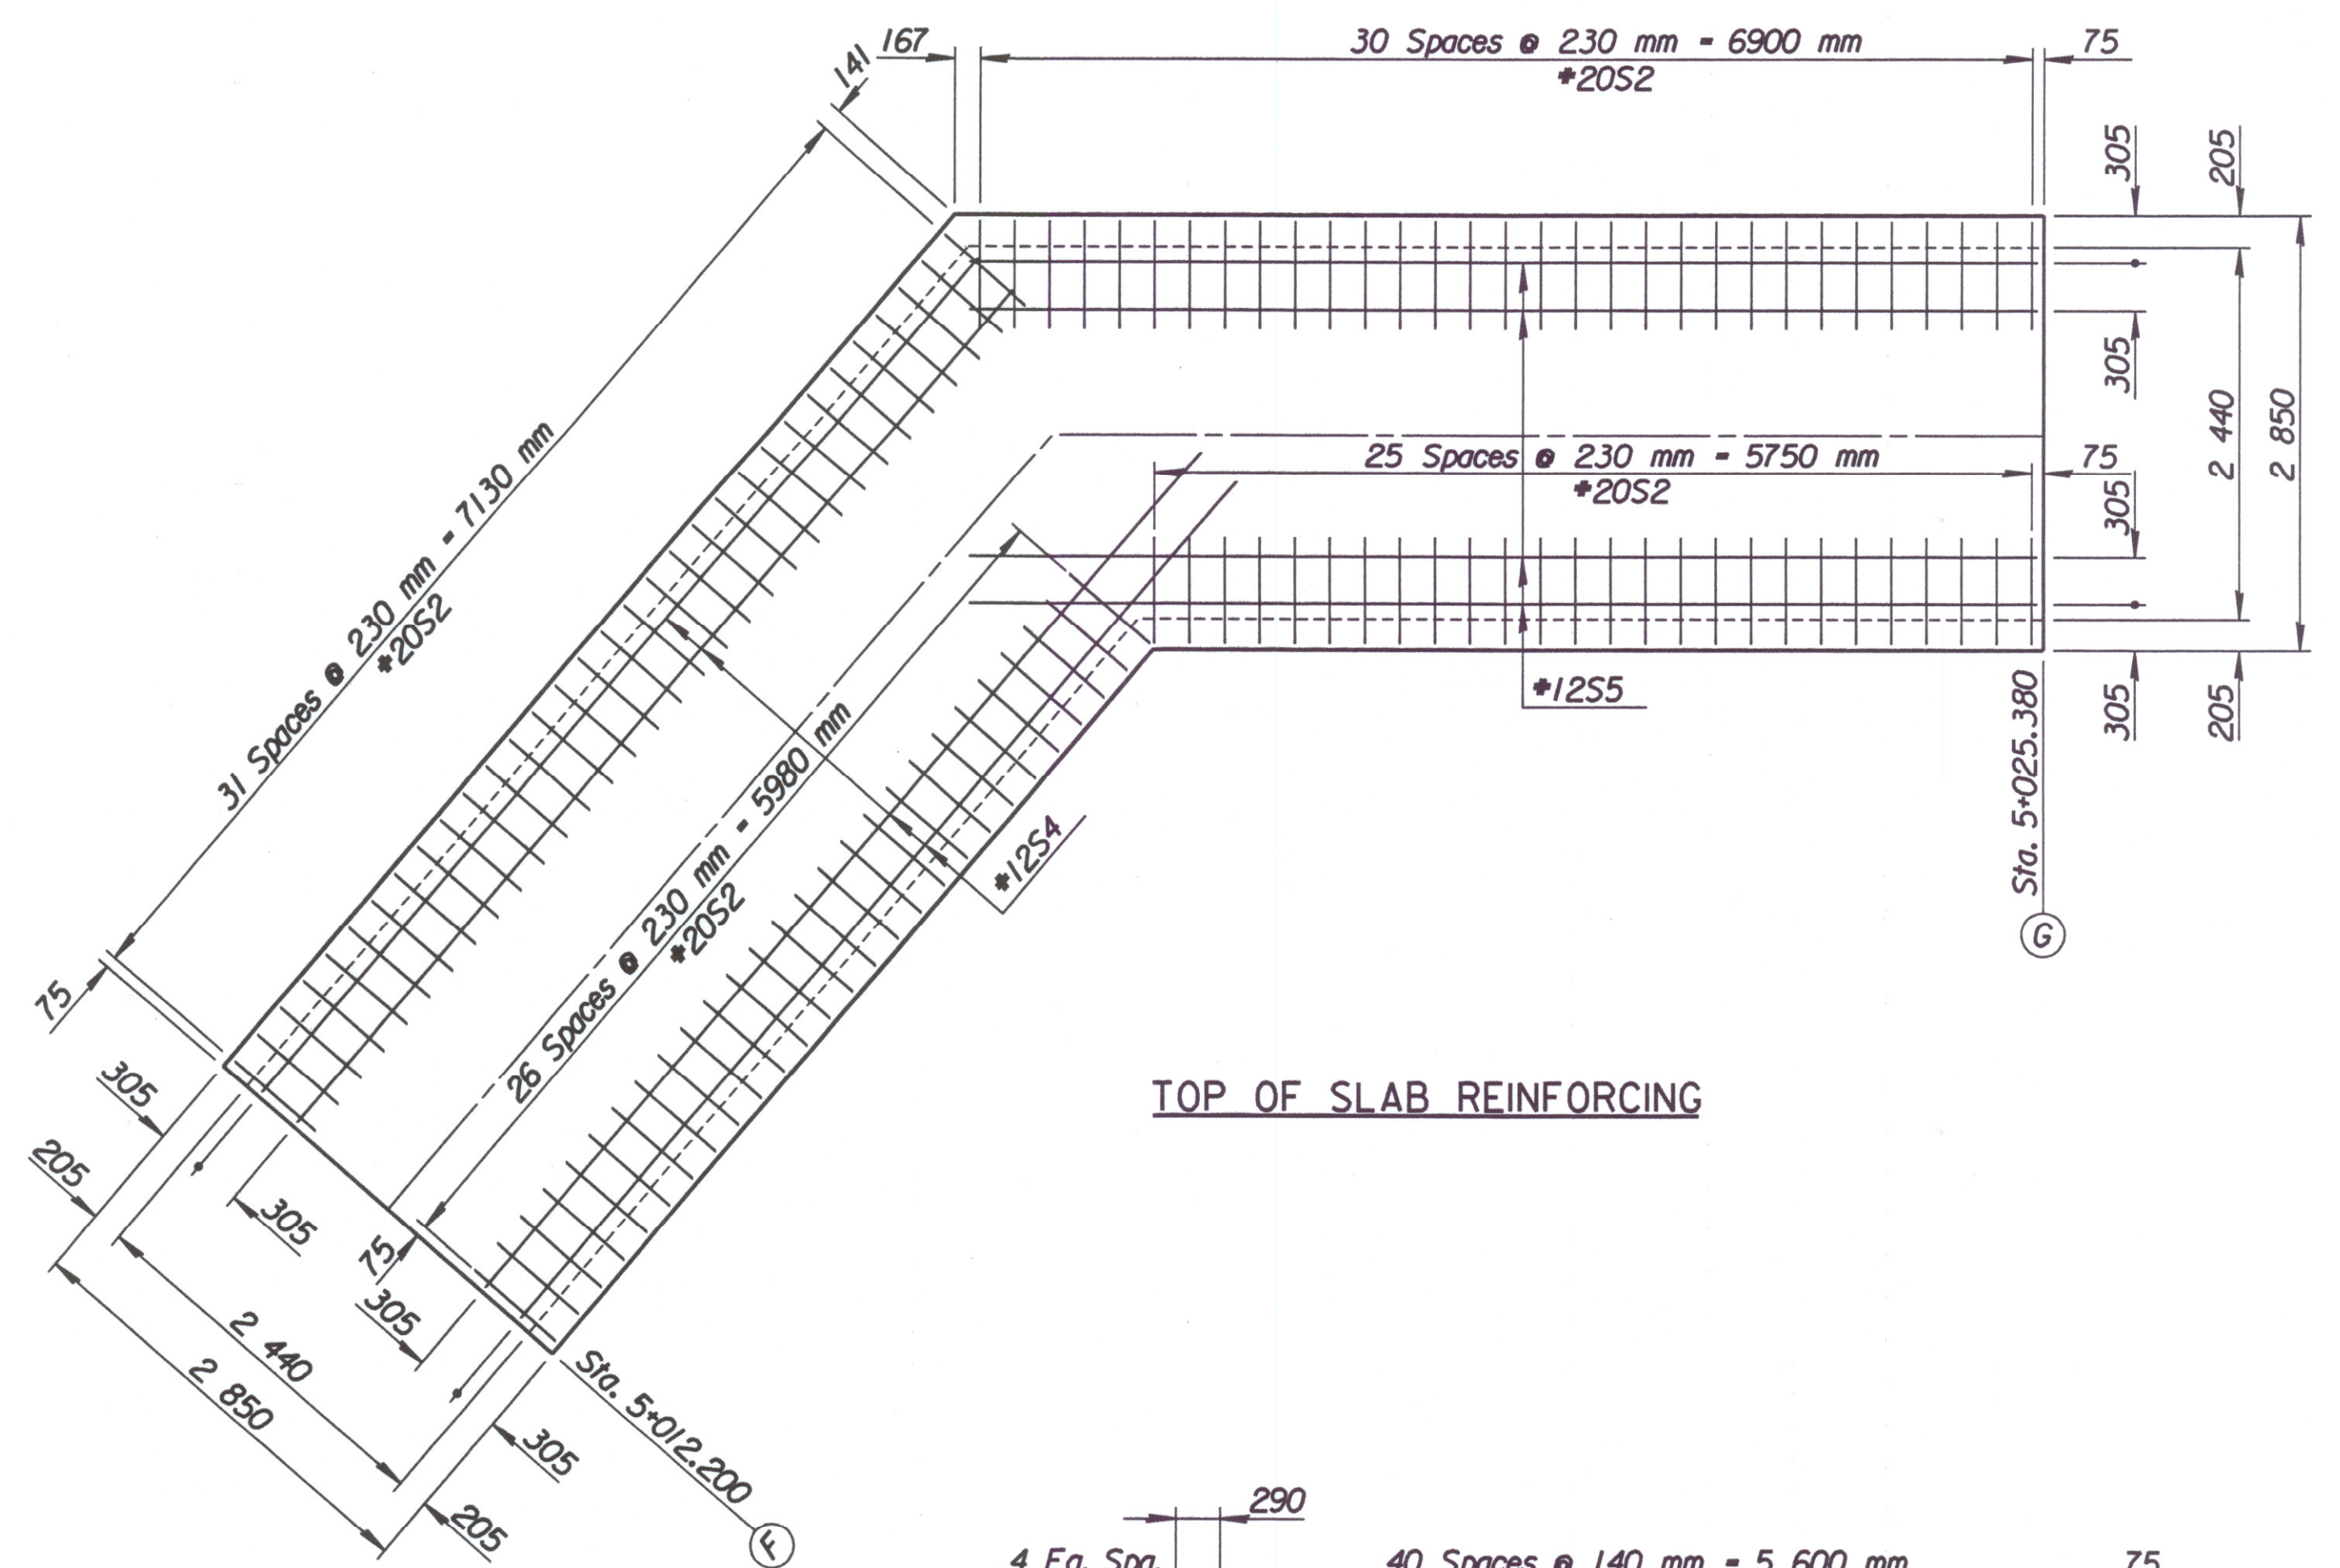 167
30 Spaces @ 230 mm - 6900 mm
75
#20S2
141
305
205
31 Spaces @ 230 mm - 7130 mm
#20S2
305
2 440
2 850
25 Spaces @ 230 mm - 5750 mm
75
#20S2
305
#12S5
305
205
Sta. 5+025.380
G
26 Spaces @ 230 mm - 5980 mm
#20S2
#12S4
75
305
205
305
75
305
2 440
2 850
TOP OF SLAB REINFORCING
Sta. 5+012.200
F
305
205
290
4 Eq. Spa.
40 Spaces @ 140 mm - 5 600 mm
75